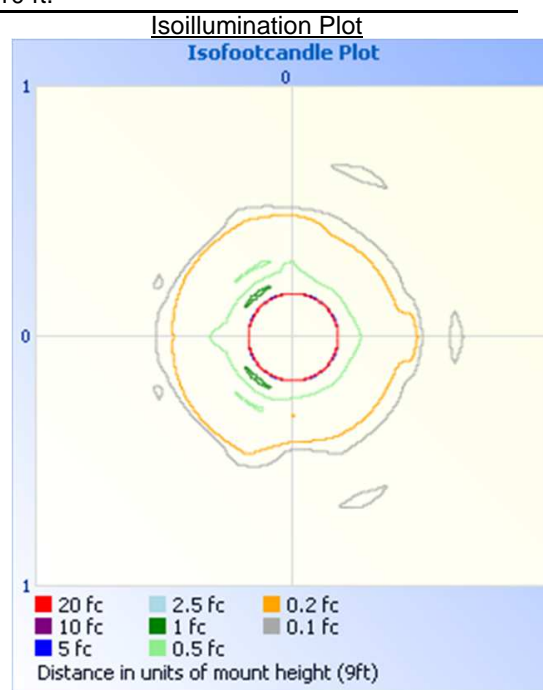 Isoillumination Plot
Isofootcandle Plot
0
1
0
1
20 fc 2.5 fc 0.2 fc
10 fc 1 fc 0.1 fc
5 fc 0.5 fc
Distance in units of mount height (9ft)